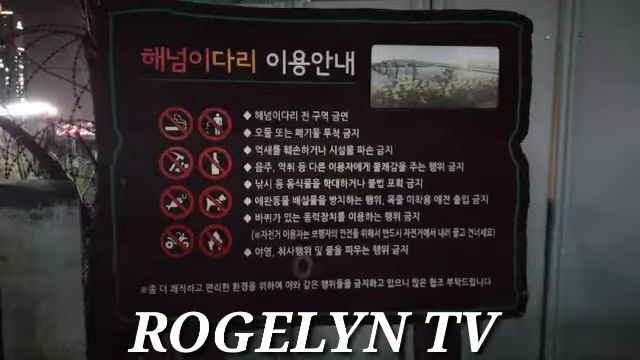 해넘이다리 이용안내
◆ 해넘이다리 전 구역 금연
◆ 오물 또는 폐기물 투척 금지
◆ 억새를 훼손하거나 시설물 파손 금지
◆ 음주, 악취 등 다른 이용자에게 불쾌감을 주는 행위 금지
◆ 낚시 등 동식물을 학대하거나 불법 포획 금지
◆ 애완동물 배설물을 방치하는 행위, 목줄 미착용 애견 출입 금지
◆ 바퀴가 있는 동력장치를 이용하는 행위 금지
(※자전거 이용자는 보행자의 안전을 위해서 반드시 자전거에서 내려 끌고 건너세요)
◆ 야영, 취사행위 및 불을 피우는 행위 금지
※좀 더 쾌적하고 편리한 환경을 위하여 이와 같은 행위들을 금지하고 있으니 많은 협조 부탁드립니다
ROGELYN TV